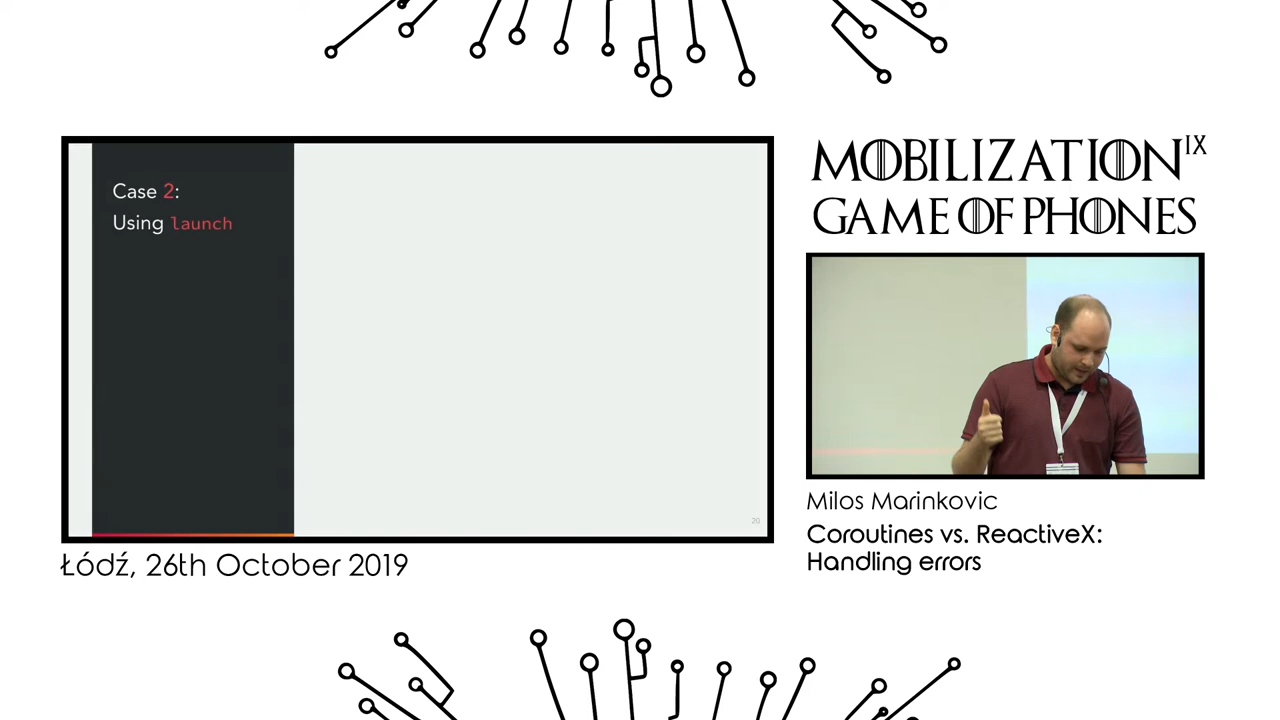 Case 2:
Using launch
20
MOBILIZATION IX
GAME OF PHONES
Milos Marinkovic
Coroutines vs. ReactiveX:
Handling errors
Łódź, 26th October 2019